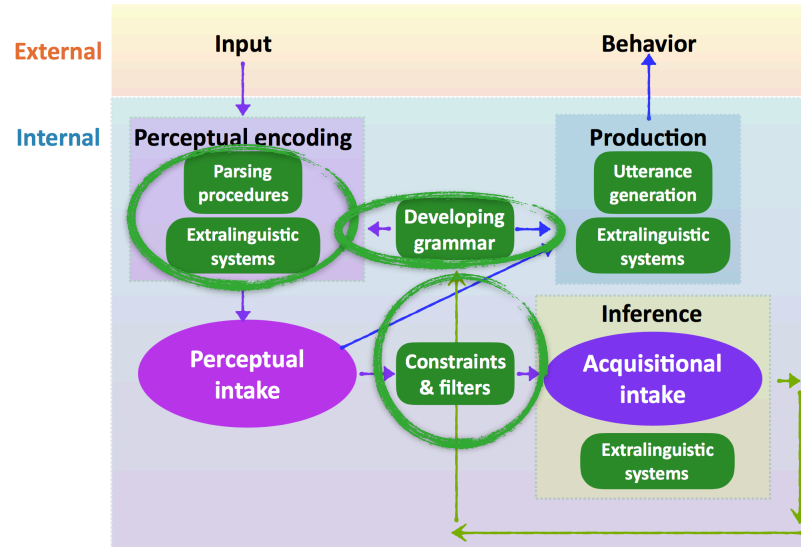 Input
Behavior
External
Internal
Perceptual encoding
Production
Parsing
procedures
Utterance
generation
Developing
grammar
Extralinguistic
systems
Extralinguistic
systems
Inference
Perceptual
intake
Constraints
& filters
Acquisitional
intake
Extralinguistic
systems